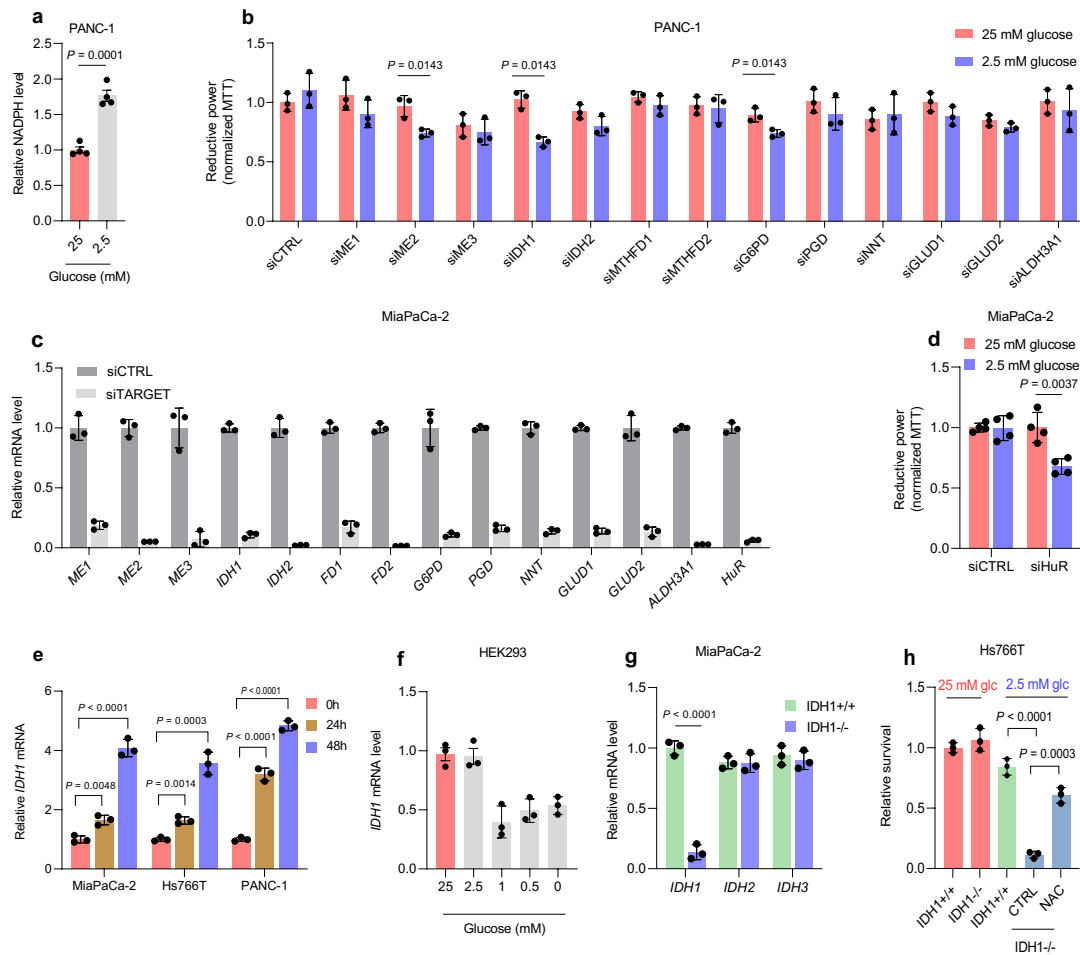 a
PANC-1
P = 0.0001
Relative NADPH level
2.5
2.0
1.5
1.0
0.5
0.0
25
2.5
Glucose (mM)
b
PANC-1
25 mM glucose
2.5 mM glucose
P = 0.0143
P = 0.0143
P = 0.0143
Reductive power
(normalized MTT)
1.5
1.0
0.5
0.0
siCTRL
siME1
siME2
siME3
siIDH1
siIDH2
siMTHFD1
siMTHFD2
siG6PD
siPGD
siNNT
siGLUD1
siGLUD2
siALDH3A1
c
MiaPaCa-2
siCTRL
siTARGET
Relative mRNA level
1.5
1.0
0.5
0.0
ME1
ME2
ME3
IDH1
IDH2
FD1
FD2
G6PD
PGD
NNT
GLUD1
GLUD2
ALDH3A1
HuR
d
MiaPaCa-2
25 mM glucose
2.5 mM glucose
P = 0.0037
Reductive power
(normalized MTT)
1.5
1.0
0.5
0.0
siCTRL
siHuR
e
Relative IDH1 mRNA
6
4
2
0
P < 0.0001
P = 0.0048
P = 0.0003
P = 0.0014
P < 0.0001
P < 0.0001
0h
24h
48h
MiaPaCa-2
Hs766T
PANC-1
f
HEK293
IDH1 mRNA level
1.5
1.0
0.5
0.0
25
2.5
1
0.5
0
Glucose (mM)
g
MiaPaCa-2
IDH1+/+
IDH1-/-
P < 0.0001
Relative mRNA level
1.5
1.0
0.5
0.0
IDH1
IDH2
IDH3
h
Hs766T
25 mM glc
2.5 mM glc
P < 0.0001
P = 0.0003
Relative survival
1.5
1.0
0.5
0.0
IDH1+/+
IDH1-/-
IDH1+/+
CTRL
NAC
IDH1-/-